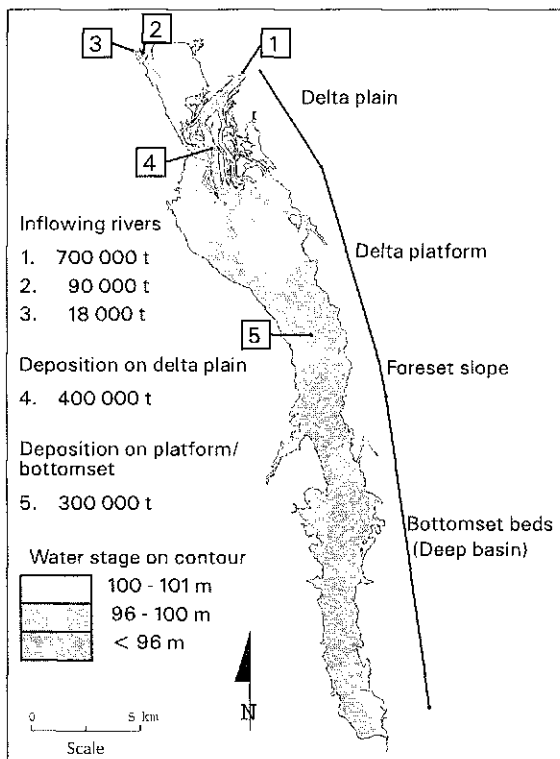 3
2
1
Delta plain
4
Inflowing rivers
1. 700 000 t
2. 90 000 t
3. 18 000 t
Delta platform
5
Deposition on delta plain
4. 400 000 t
Foreset slope
Deposition on platform/
bottomset
5. 300 000 t
Bottomset beds
(Deep basin)
Water stage on contour
100 - 101 m
96 - 100 m
< 96 m
N
0 5 km
Scale